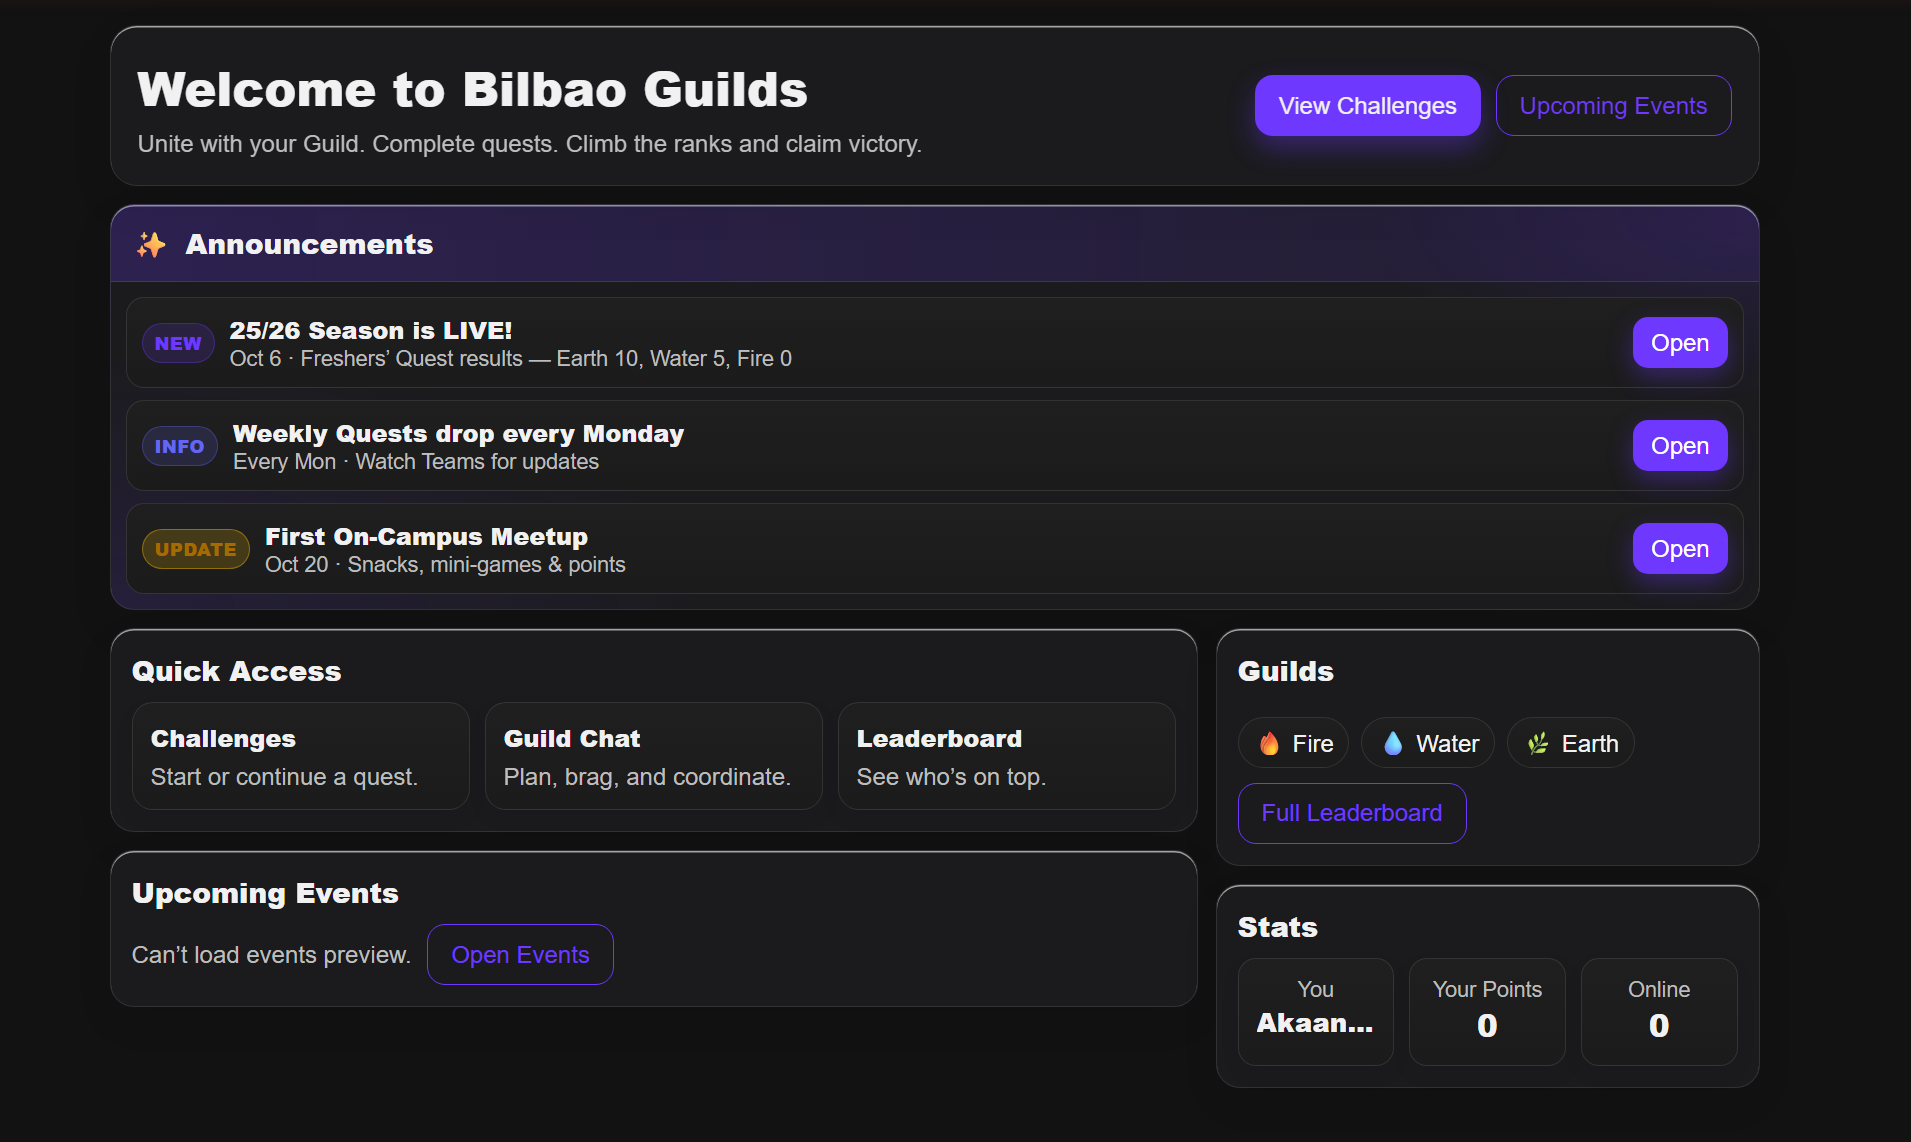 Welcome to Bilbao Guilds
Unite with your Guild. Complete quests. Climb the ranks and claim victory.
View Challenges
Upcoming Events
✨ Announcements
NEW
25/26 Season is LIVE!
Oct 6 · Freshers’ Quest results — Earth 10, Water 5, Fire 0
Open
INFO
Weekly Quests drop every Monday
Every Mon · Watch Teams for updates
Open
UPDATE
First On-Campus Meetup
Oct 20 · Snacks, mini-games & points
Open
Quick Access
Challenges
Start or continue a quest.
Guild Chat
Plan, brag, and coordinate.
Leaderboard
See who’s on top.
Upcoming Events
Can’t load events preview.
Open Events
Guilds
🔥 Fire
💧 Water
🌿 Earth
Full Leaderboard
Stats
You
Akaan...
Your Points
0
Online
0